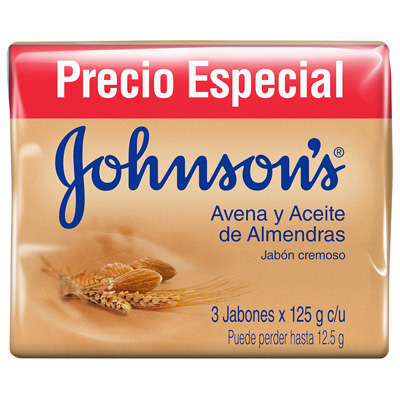 Precio Especial
Johnson's®
Avena y Aceite
de Almendras
Jabón cremoso
3 Jabones x 125 g c/u
Puede perder hasta 12.5 g